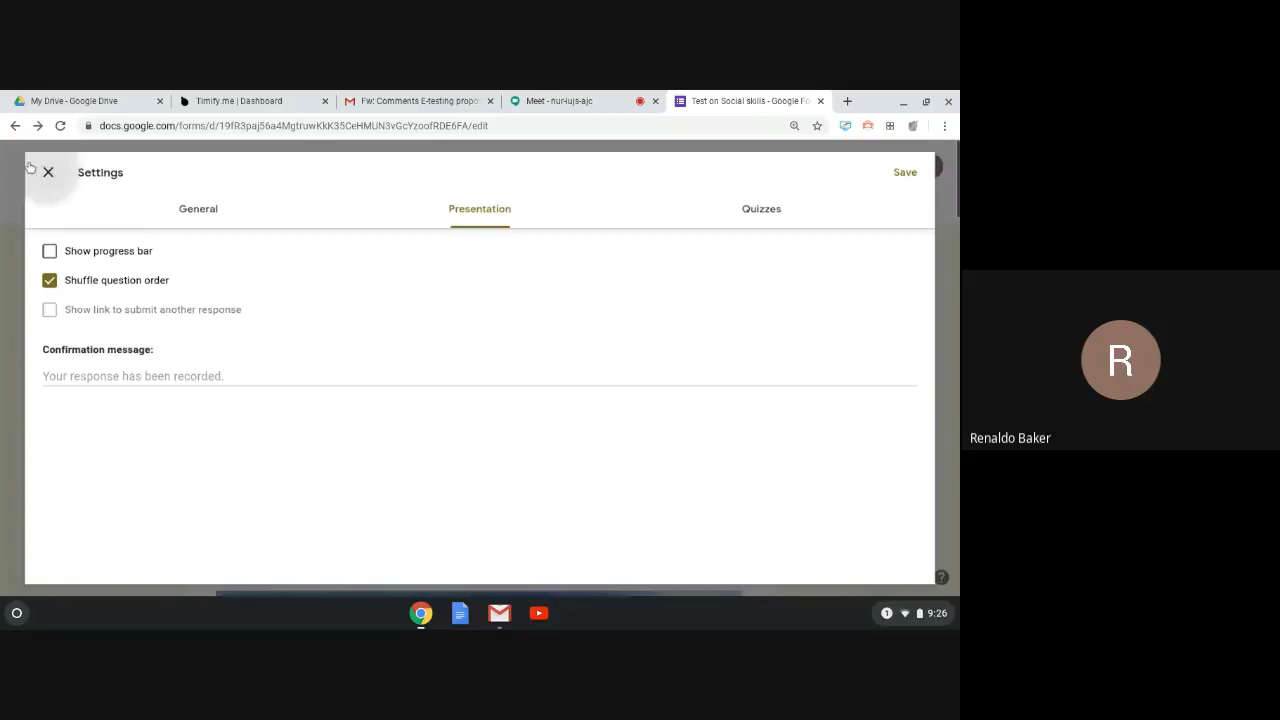 My Drive - Google Drive
Timify.me | Dashboard
Fw: Comments E-testing propo
Meet - nur-iujs-ajc
Test on Social skills - Google Fo
docs.google.com/forms/d/19fR3paj56a4MgtruwKkK35CeHMUN3vGcYzoofRDE6FA/edit
Settings
Save
General
Presentation
Quizzes
Show progress bar
Shuffle question order
Show link to submit another response
Confirmation message:
Your response has been recorded.
R
Renaldo Baker
1
9:26